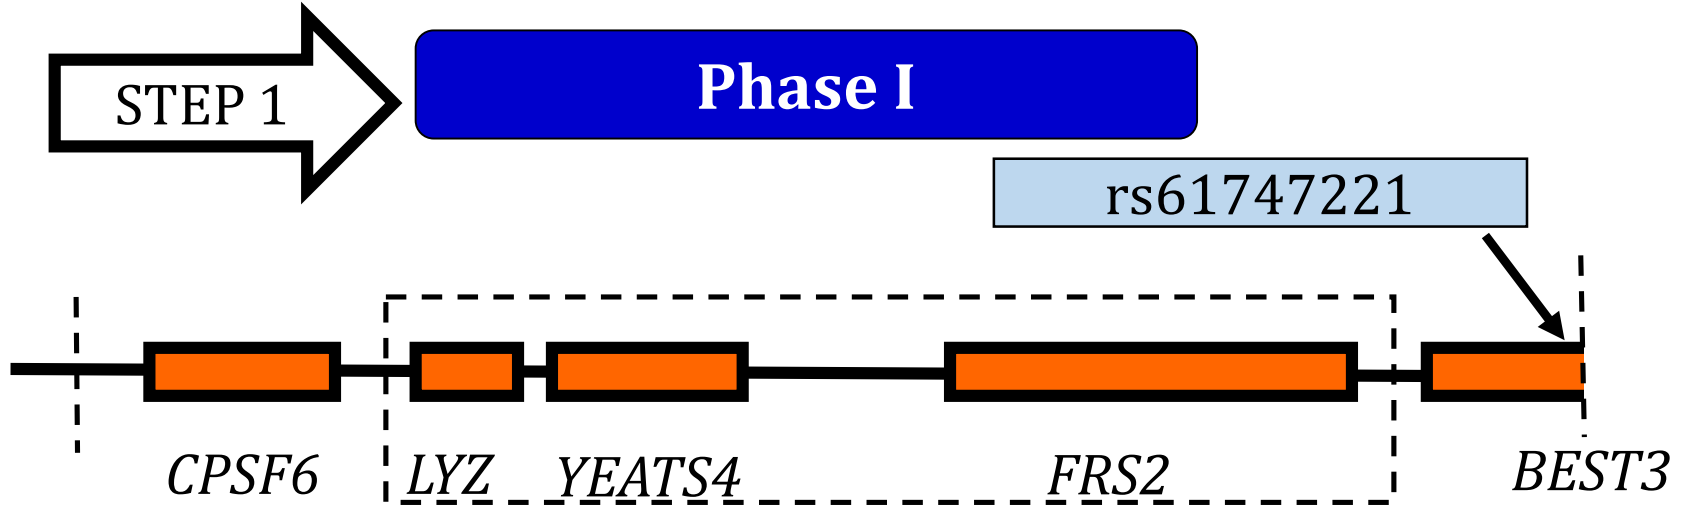 STEP 1
Phase I
rs61747221
CPSF6
LYZ
YEATS4
FRS2
BEST3